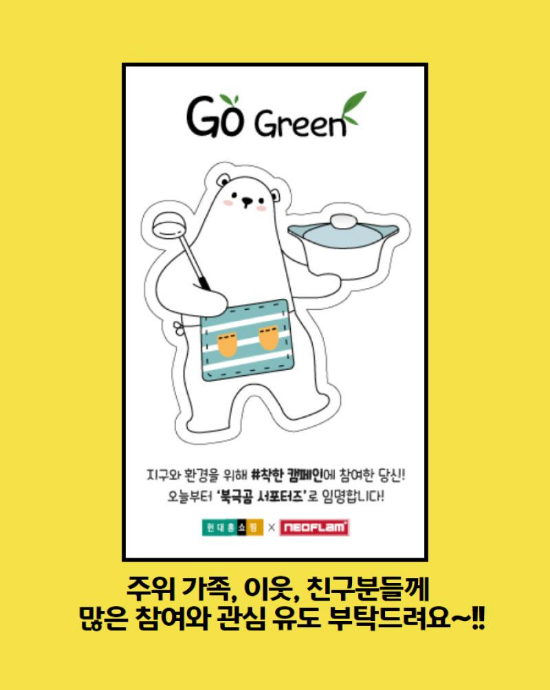 Go Green
지구와 환경을 위해 #착한 캠페인에 참여한 당신!
오늘부터 '북극곰 서포터즈'로 임명합니다!
현대홈쇼핑 × NEOFLAM
주위 가족, 이웃, 친구분들께
많은 참여와 관심 유도 부탁드려요~!!